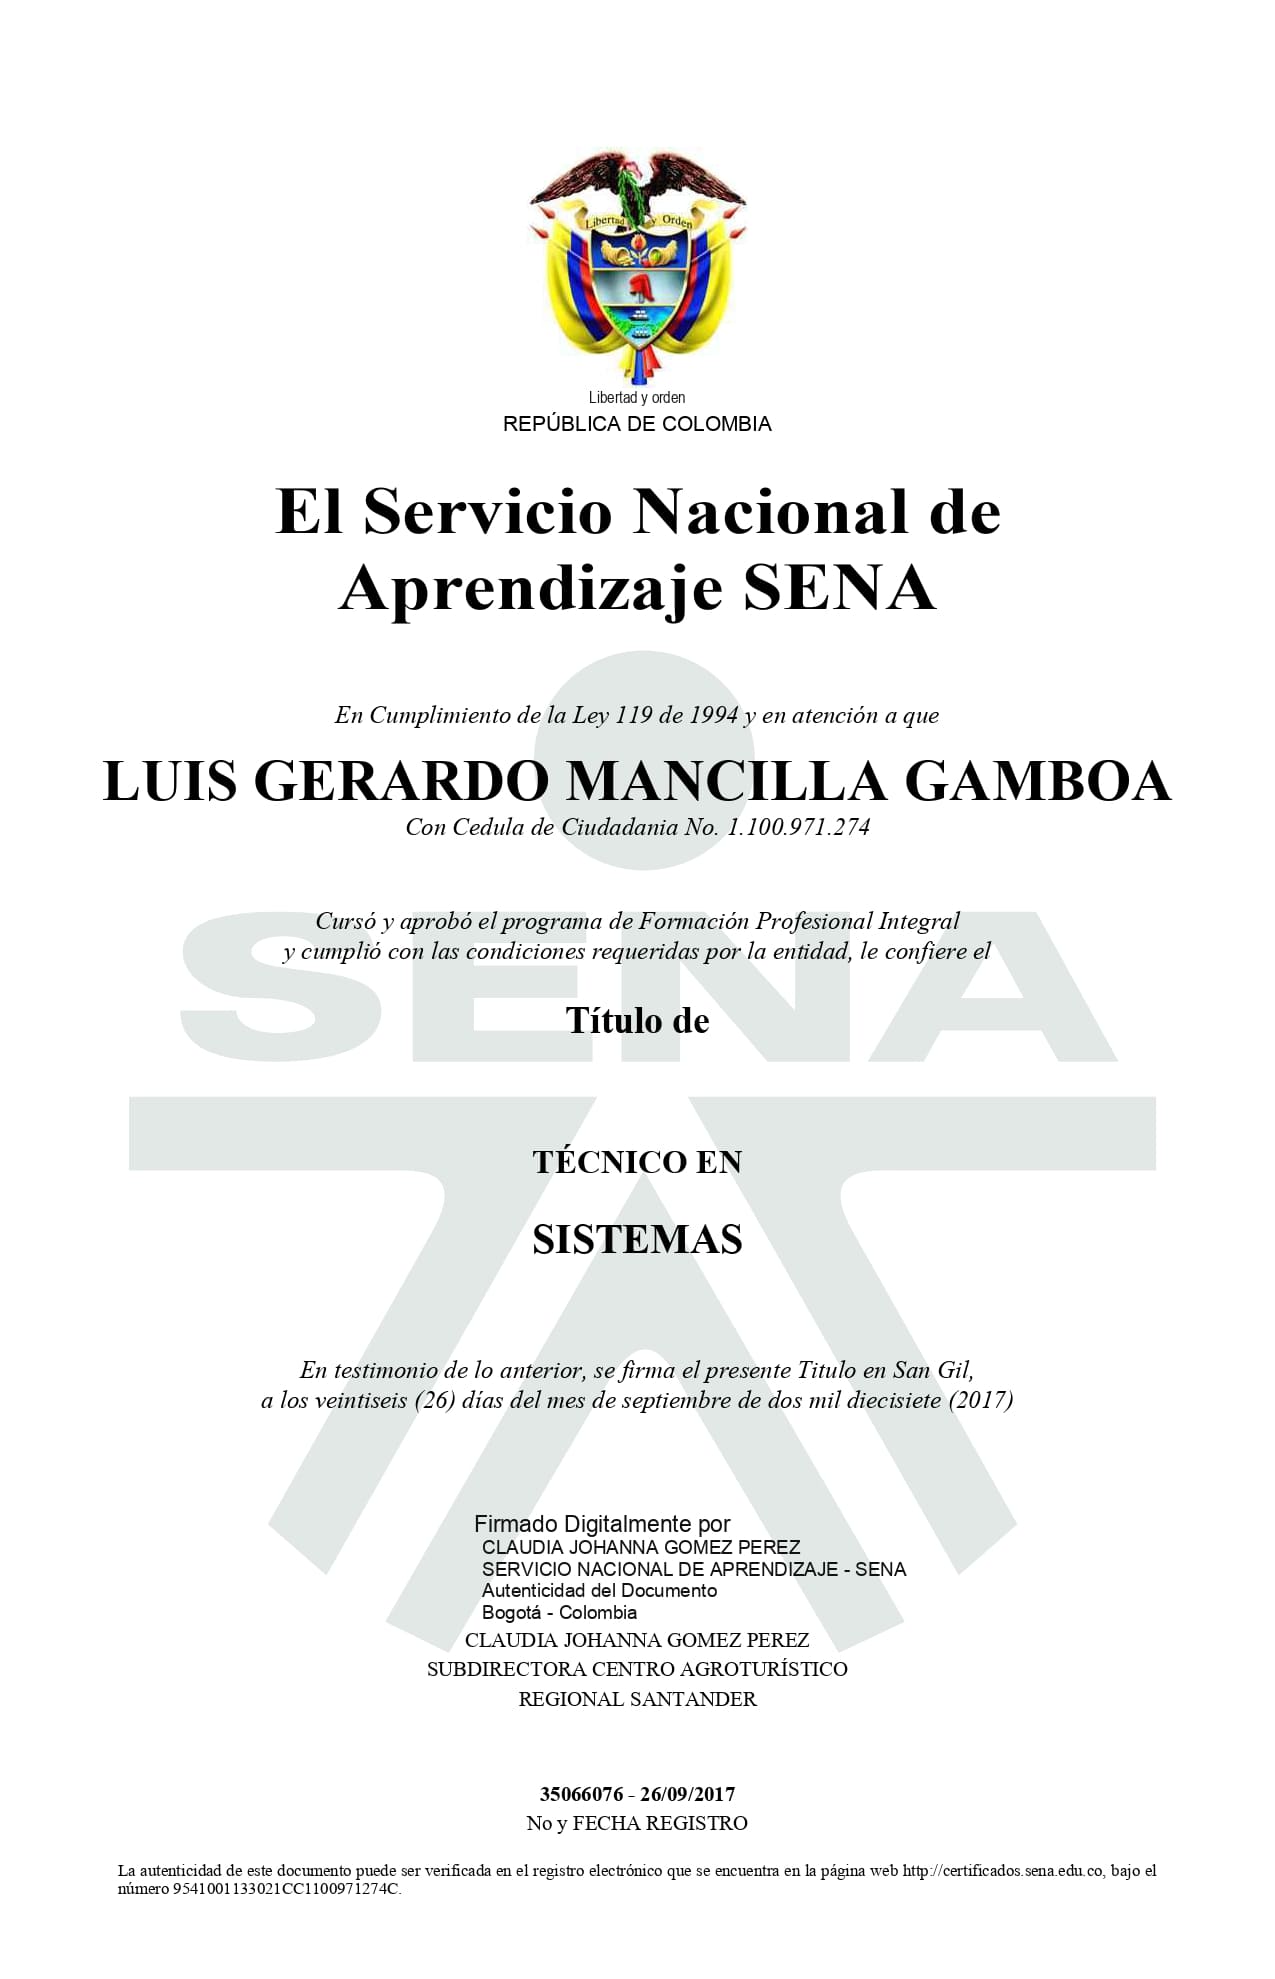 Libertad y Orden
Libertad y orden
REPÚBLICA DE COLOMBIA
El Servicio Nacional de
Aprendizaje SENA
En Cumplimiento de la Ley 119 de 1994 y en atención a que
LUIS GERARDO MANCILLA GAMBOA
Con Cedula de Ciudadania No. 1.100.971.274
SENA
Cursó y aprobó el programa de Formación Profesional Integral
y cumplió con las condiciones requeridas por la entidad, le confiere el
Título de
TÉCNICO EN
SISTEMAS
En testimonio de lo anterior, se firma el presente Titulo en San Gil,
a los veintiseis (26) días del mes de septiembre de dos mil diecisiete (2017)
Firmado Digitalmente por
CLAUDIA JOHANNA GOMEZ PEREZ
SERVICIO NACIONAL DE APRENDIZAJE - SENA
Autenticidad del Documento
Bogotá - Colombia
CLAUDIA JOHANNA GOMEZ PEREZ
SUBDIRECTORA CENTRO AGROTURÍSTICO
REGIONAL SANTANDER
35066076 - 26/09/2017
No y FECHA REGISTRO
La autenticidad de este documento puede ser verificada en el registro electrónico que se encuentra en la página web http://certificados.sena.edu.co, bajo el
número 9541001133021CC1100971274C.